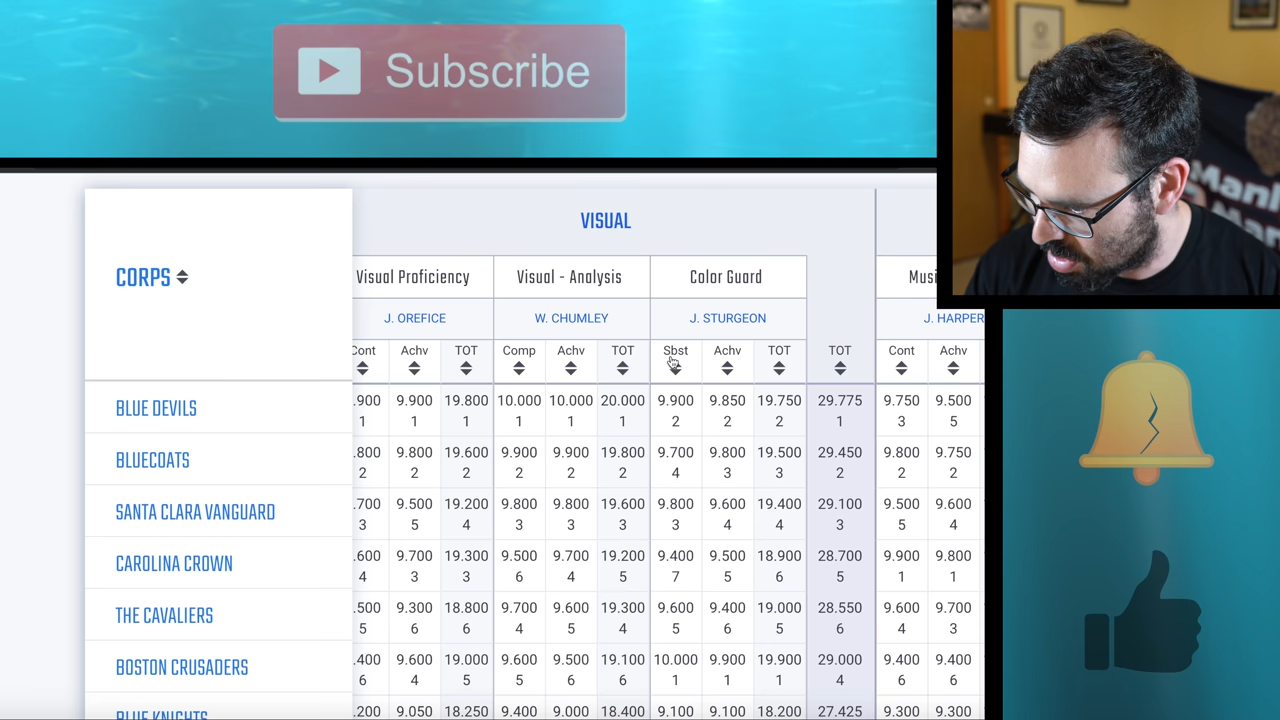 Subscribe
VISUAL
CORPS
Visual Proficiency Visual - Analysis Color Guard
J. OREFICE W. CHUMLEY J. STURGEON J. HARPER
Cont Achv TOT Comp Achv TOT Sbst Achv TOT TOT Cont Achv
BLUE DEVILS .900 9.900 19.800 10.000 10.000 20.000 9.900 9.850 19.750 29.775 9.750 9.500
1 1 1 1 1 1 2 2 2 1 3 5
BLUECOATS .800 9.800 19.600 9.900 9.900 19.800 9.700 9.800 19.500 29.450 9.800 9.750
2 2 2 2 2 2 4 3 3 2 2 2
SANTA CLARA VANGUARD .700 9.500 19.200 9.800 9.800 19.600 9.800 9.600 19.400 29.100 9.500 9.600
3 5 4 3 3 3 3 4 4 3 5 4
CAROLINA CROWN .600 9.700 19.300 9.500 9.700 19.200 9.400 9.500 18.900 28.700 9.900 9.800
4 3 3 6 4 5 7 5 6 5 1 1
THE CAVALIERS .500 9.300 18.800 9.700 9.600 19.300 9.600 9.400 19.000 28.550 9.600 9.700
5 6 6 4 5 4 5 6 5 6 4 3
BOSTON CRUSADERS .400 9.600 19.000 9.600 9.500 19.100 10.000 9.900 19.900 29.000 9.400 9.400
6 4 5 5 6 6 1 1 1 4 6 6
BLUE KNIGHTS .200 9.050 18.250 9.400 9.000 18.400 9.100 9.100 18.200 27.425 9.300 9.300